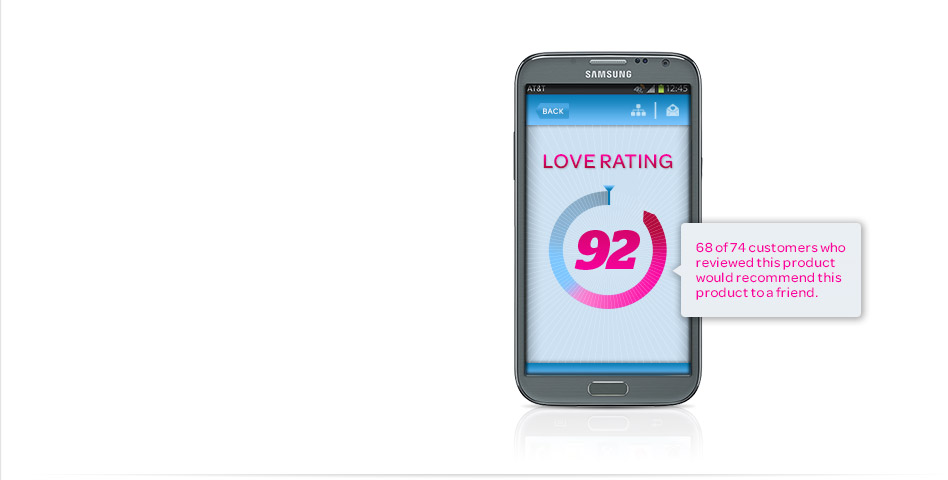 SAMSUNG
AT&T
4G
12:45
BACK
LOVE RATING
92
68 of 74 customers who
reviewed this product
would recommend this
product to a friend.